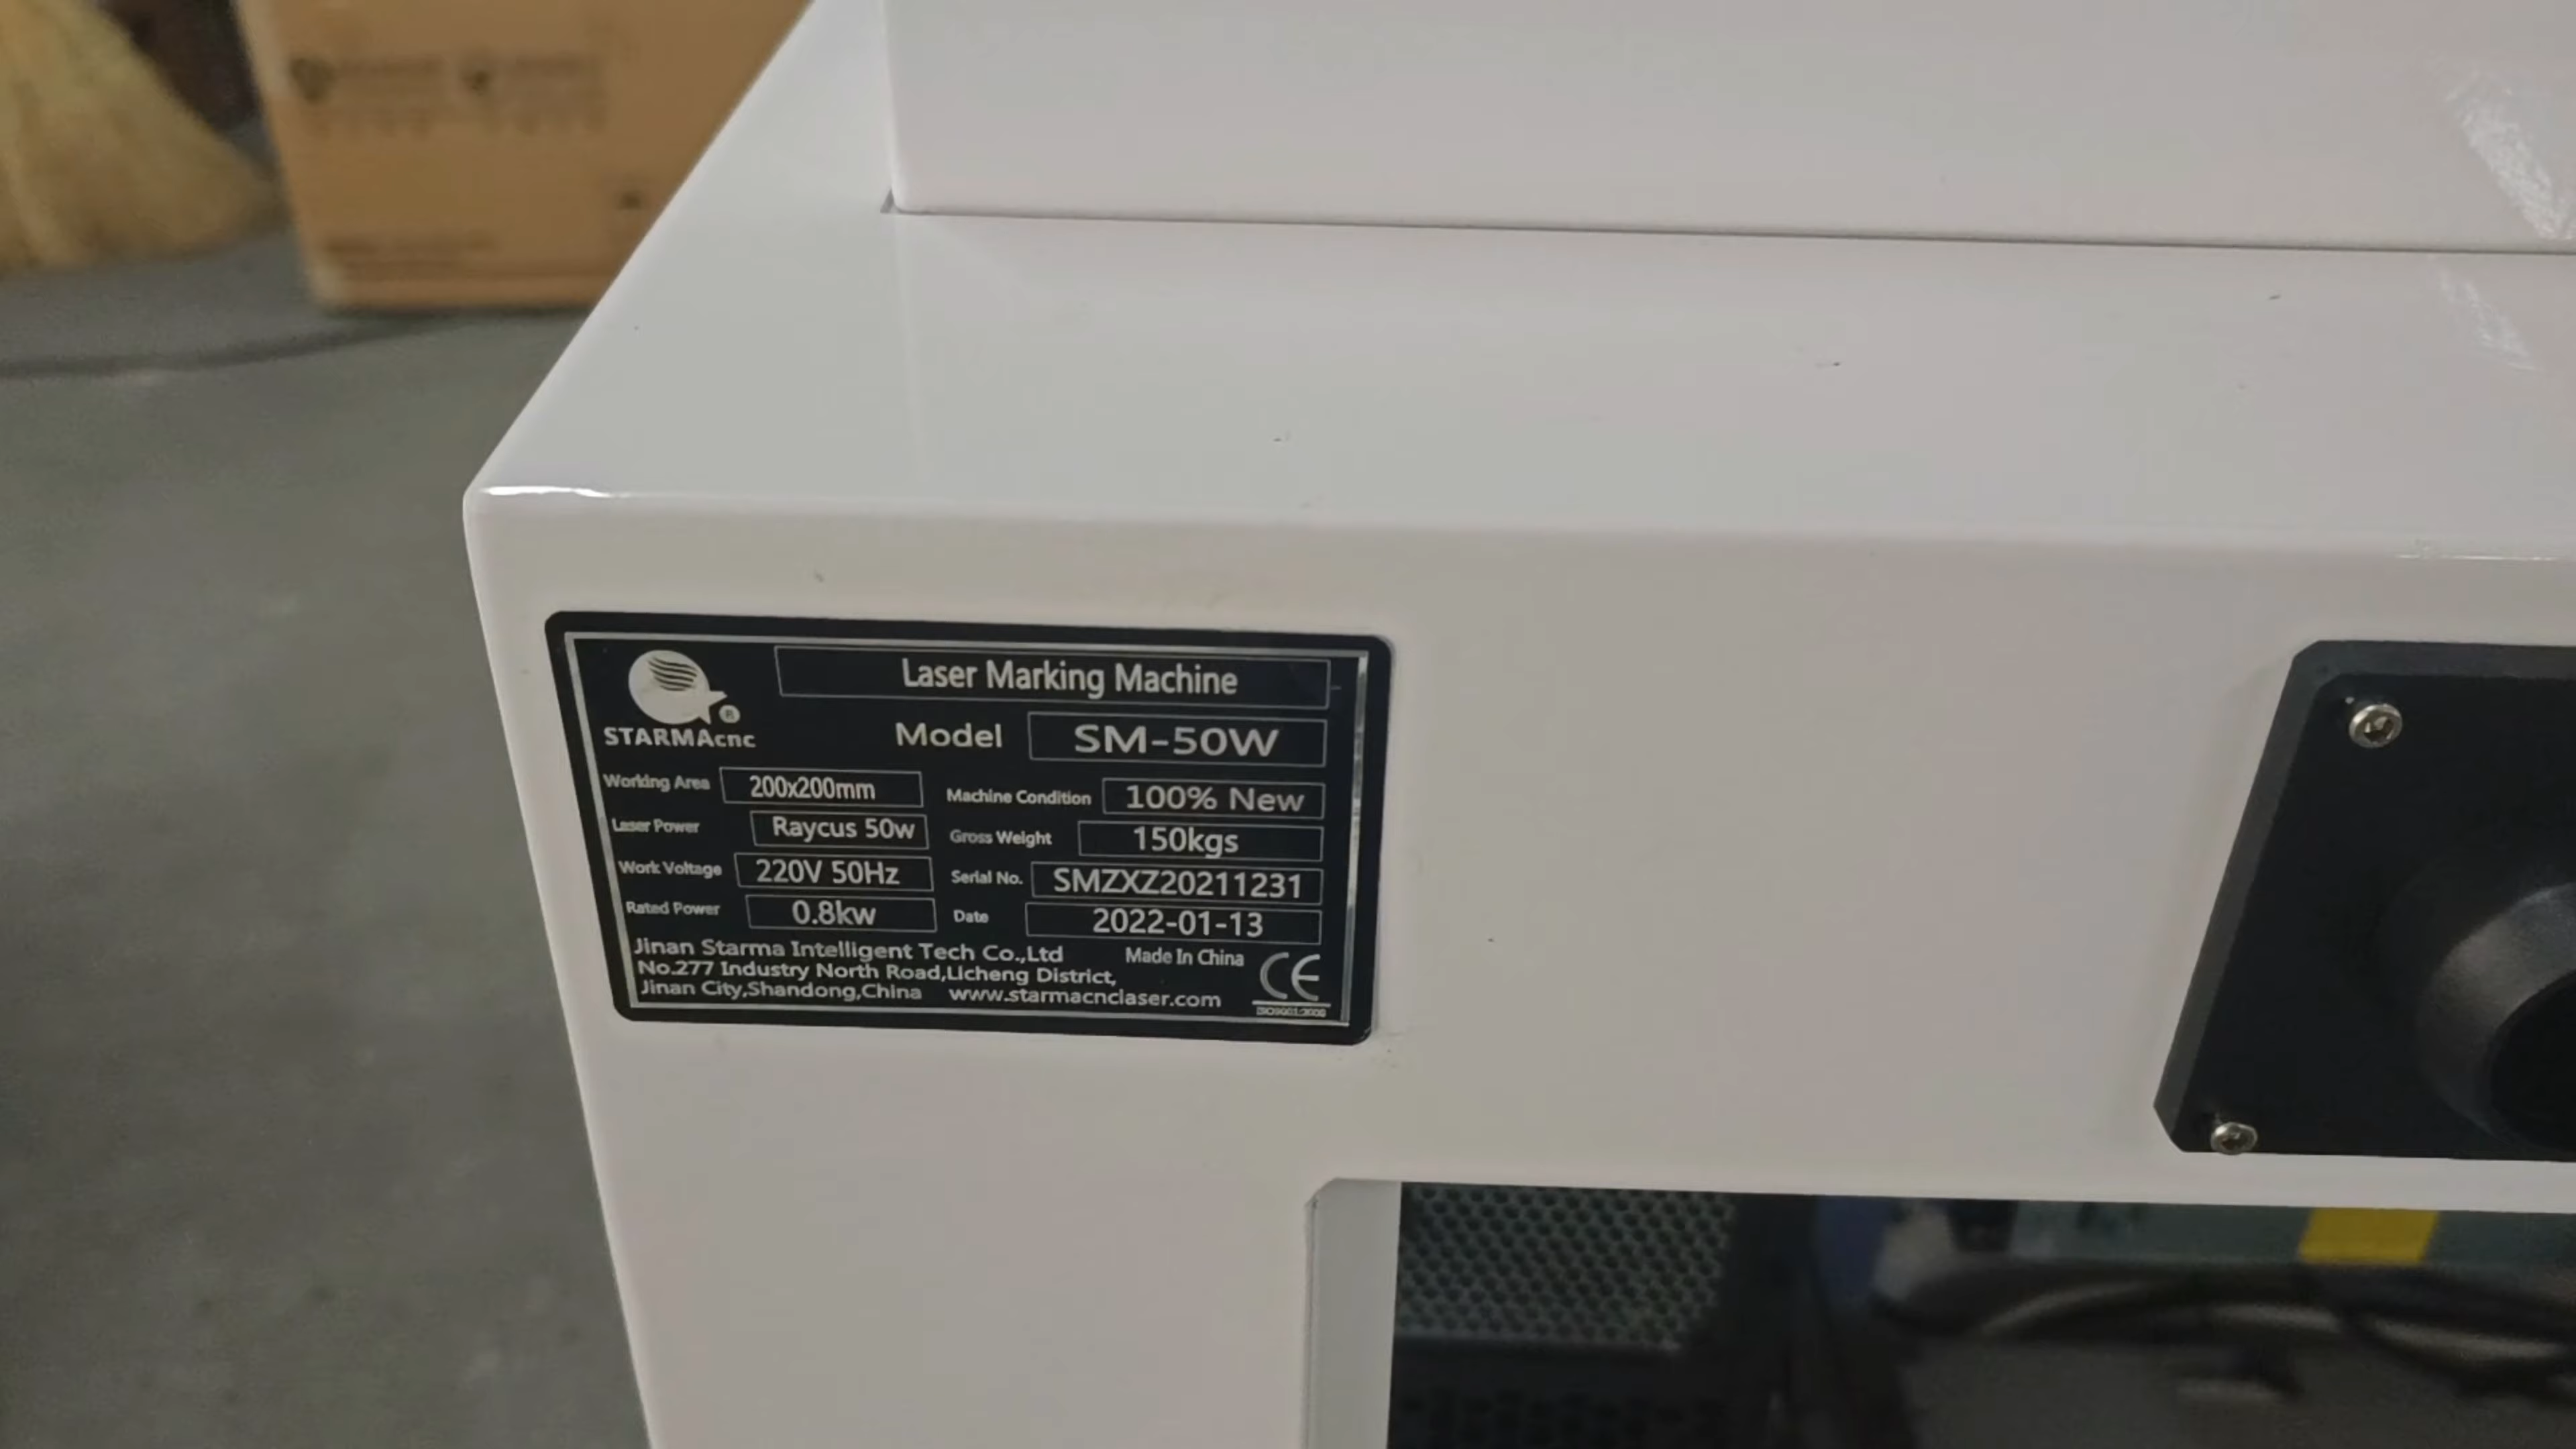 Laser Marking Machine
®
STARMAcnc
Model SM-50W
Working Area 200x200mm Machine Condition 100% New
Laser Power Raycus 50w Gross Weight 150kgs
Work Voltage 220V 50Hz Serial No. SMZXZ20211231
Rated Power 0.8kw Date 2022-01-13
Jinan Starma Intelligent Tech Co.,Ltd Made In China
No.277 Industry North Road,Licheng District,
Jinan City,Shandong,China www.starmacnclaser.com
CE